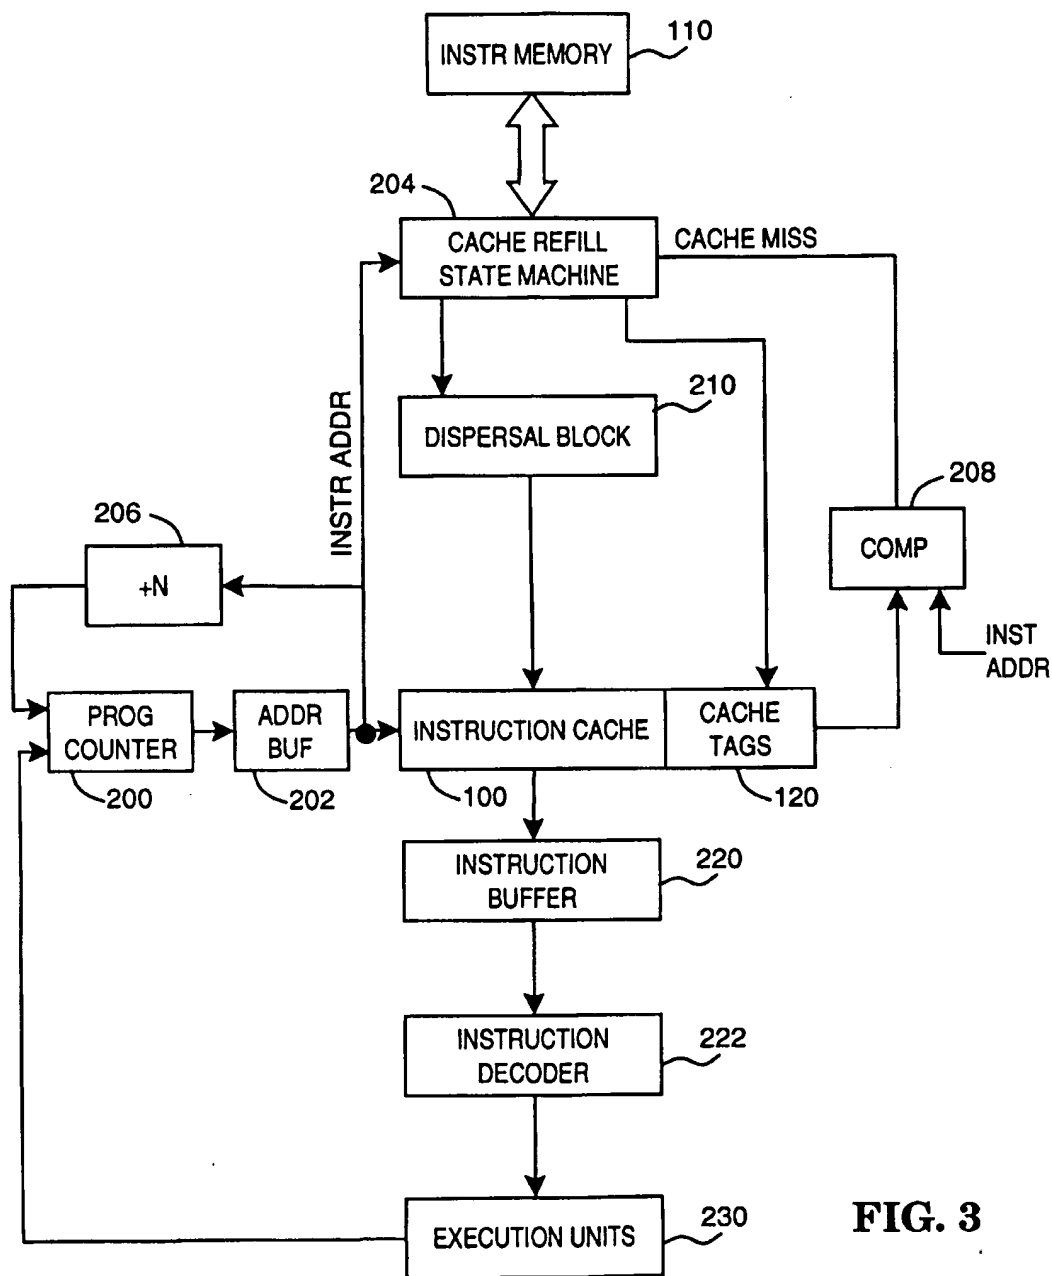 INSTR MEMORY
110
204
CACHE REFILL
STATE MACHINE
CACHE MISS
INSTR ADDR
210
DISPERSAL BLOCK
208
COMP
206
+N
INST
ADDR
PROG
COUNTER
ADDR
BUF
INSTRUCTION CACHE
CACHE
TAGS
200
202
100
120
INSTRUCTION
BUFFER
220
INSTRUCTION
DECODER
222
EXECUTION UNITS
230
FIG. 3